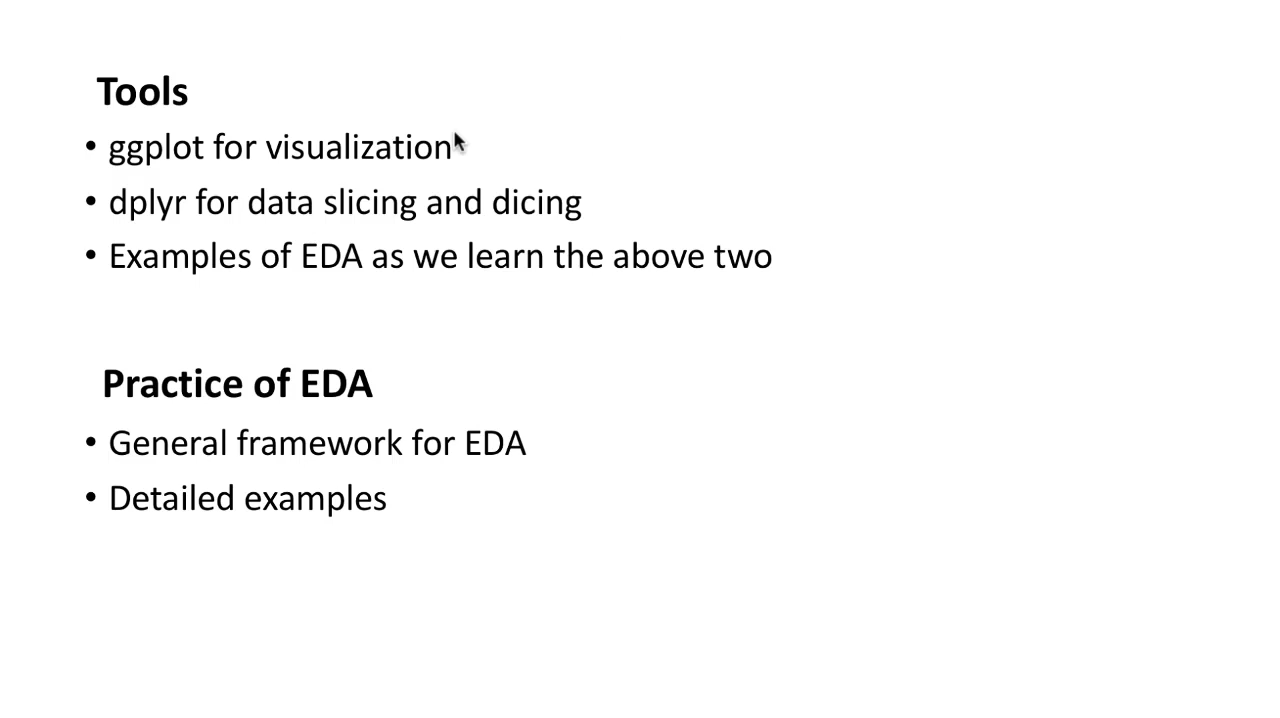 Tools
• ggplot for visualization
• dplyr for data slicing and dicing
• Examples of EDA as we learn the above two
Practice of EDA
• General framework for EDA
• Detailed examples